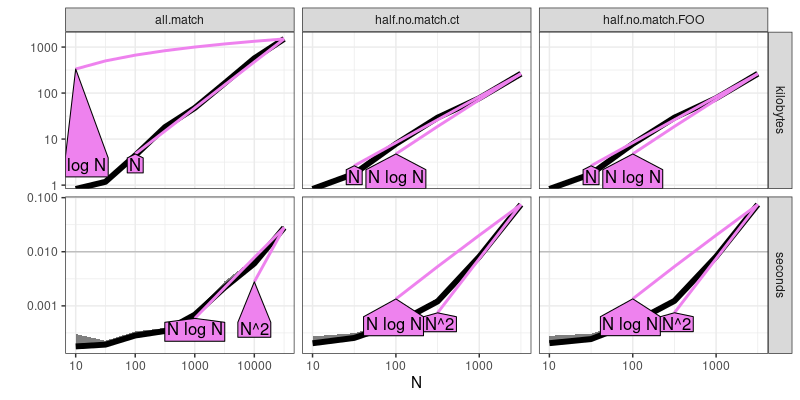 all.match
half.no.match.ct
half.no.match.FOO
1000
100
10
1
kilobytes
log N
N
N
N log N
N
N log N
0.100
0.010
0.001
seconds
N log N
N^2
N log N
N^2
N log N
N^2
10
100
1000
10000
10
100
1000
10
100
1000
N